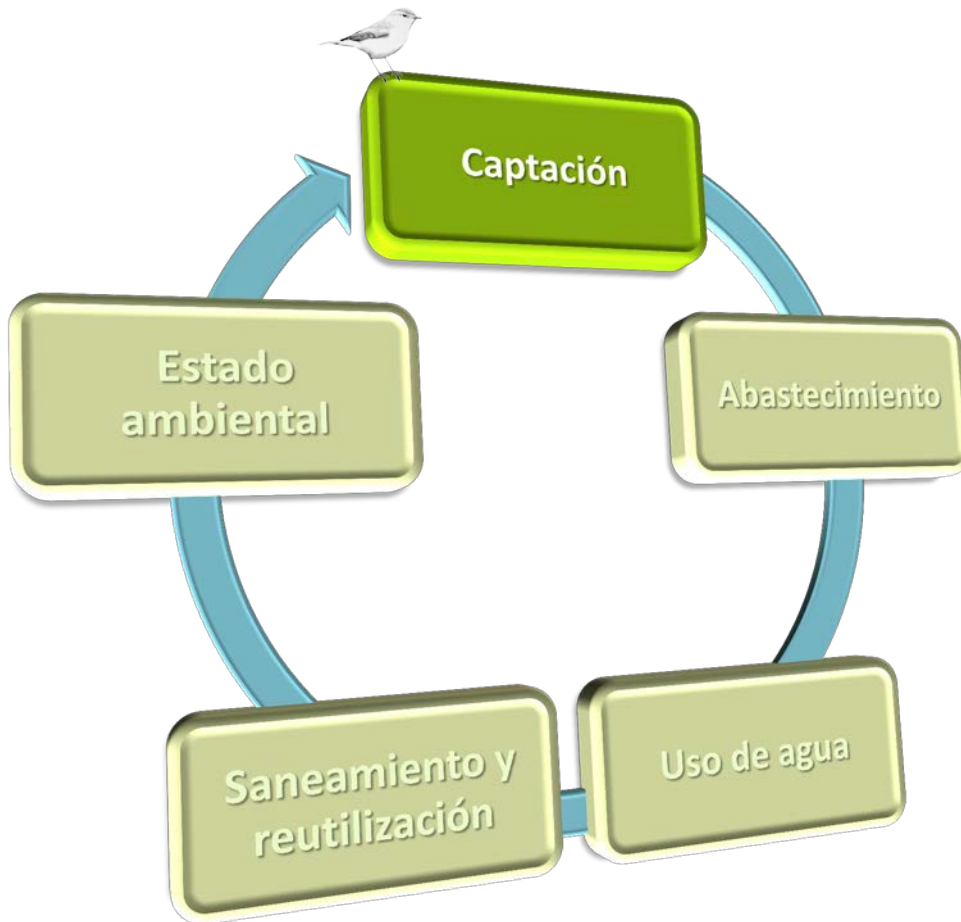 Captación
Abastecimiento
Uso de agua
Saneamiento y
reutilización
Estado
ambiental